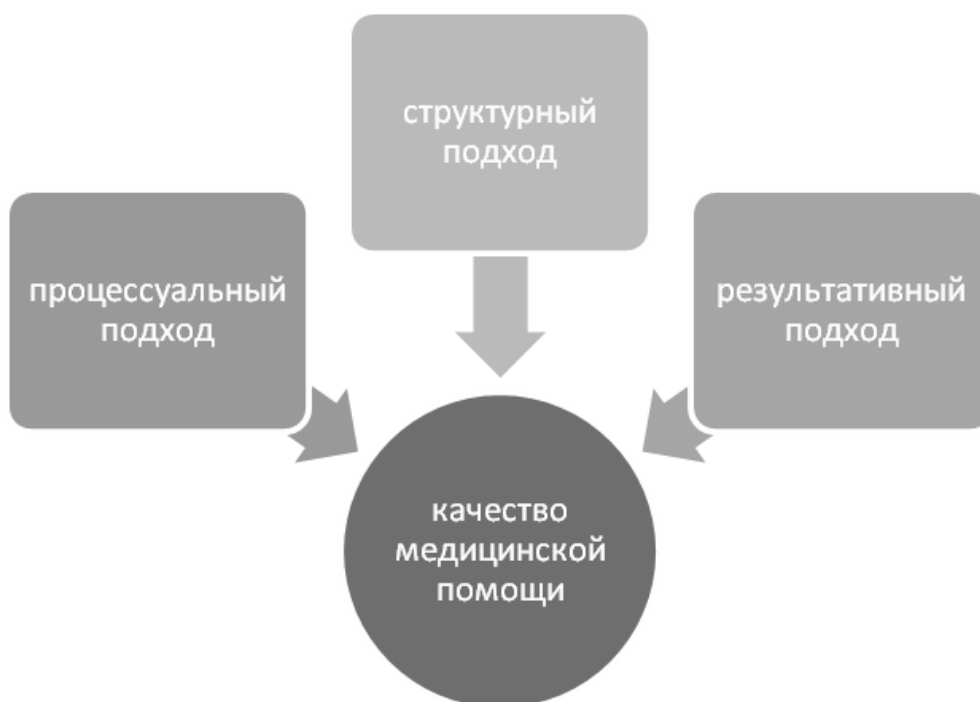 структурный
подход
процессуальный
подход
результативный
подход
качество
медицинской
помощи